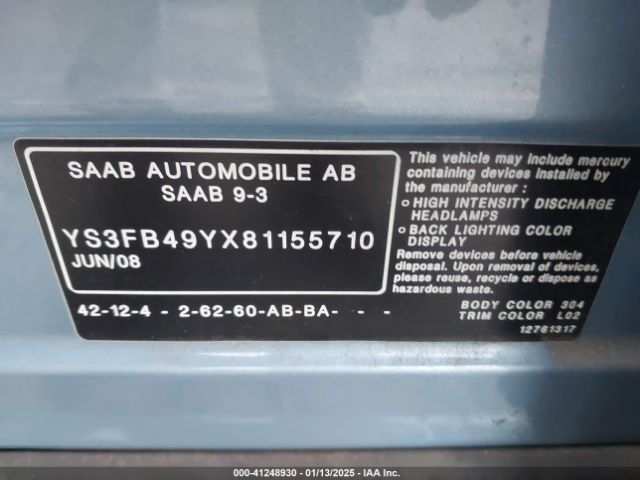 SAAB AUTOMOBILE AB
SAAB 9-3
YS3FB49YX81155710
JUN/08
42-12-4 - 2-62-60-AB-BA- - -
This vehicle may include mercury
containing devices installed by
the manufacturer :
o HIGH INTENSITY DISCHARGE
HEADLAMPS
o BACK LIGHTING COLOR
DISPLAY
Remove devices before vehicle
disposal. Upon removal of devices,
please reuse, recycle or dispose as
hazardous waste.
BODY COLOR 304
TRIM COLOR L02
12761317
000-41248930 - 01/13/2025 - IAA Inc.